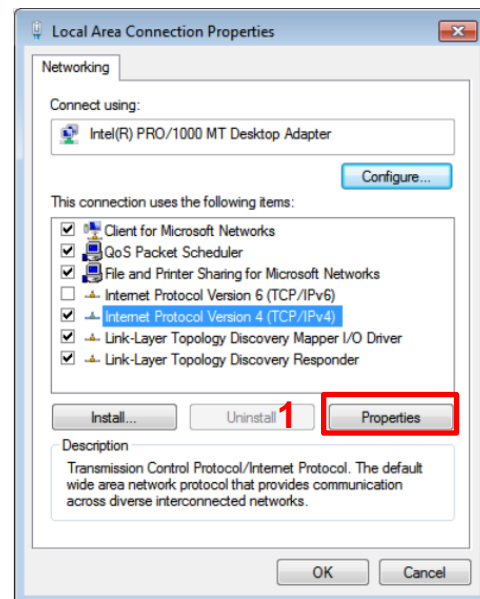 Local Area Connection Properties
Networking
Connect using:
Intel(R) PRO/1000 MT Desktop Adapter
Configure...
This connection uses the following items:
Client for Microsoft Networks
QoS Packet Scheduler
File and Printer Sharing for Microsoft Networks
Internet Protocol Version 6 (TCP/IPv6)
Internet Protocol Version 4 (TCP/IPv4)
Link-Layer Topology Discovery Mapper I/O Driver
Link-Layer Topology Discovery Responder
Install... Uninstall 1 Properties
Description
Transmission Control Protocol/Internet Protocol. The default
wide area network protocol that provides communication
across diverse interconnected networks.
OK Cancel